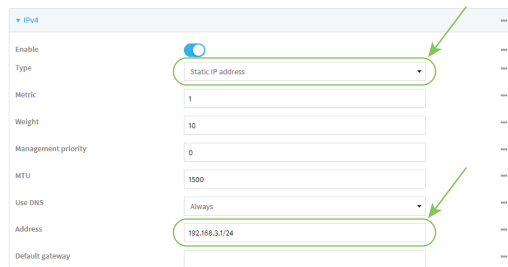 ▾ IPv4
Enable
Type Static IP address
Metric 1
Weight 10
Management priority 0
MTU 1500
Use DNS Always
Address 192.168.3.1/24
Default gateway